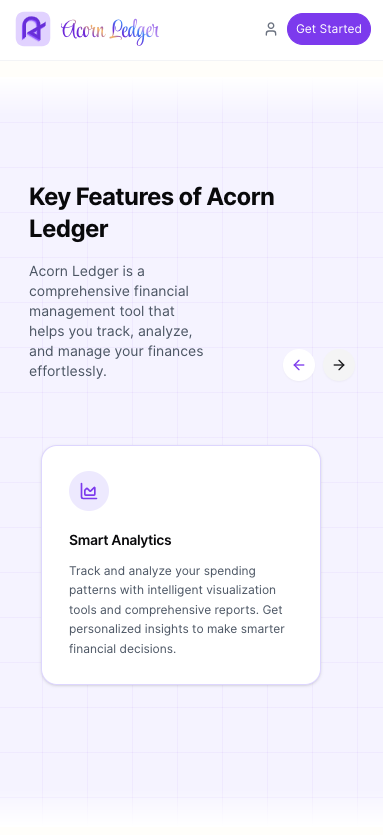 Acorn Ledger
Get Started
Key Features of Acorn
Ledger
Acorn Ledger is a
comprehensive financial
management tool that
helps you track, analyze,
and manage your finances
effortlessly.
Smart Analytics
Track and analyze your spending
patterns with intelligent visualization
tools and comprehensive reports. Get
personalized insights to make smarter
financial decisions.